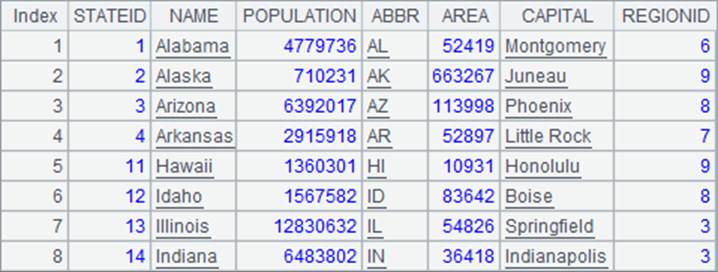 Index STATEID NAME POPULATION ABBR AREA CAPITAL REGIONID
1 1 Alabama 4779736 AL 52419 Montgomery 6
2 2 Alaska 710231 AK 663267 Juneau 9
3 3 Arizona 6392017 AZ 113998 Phoenix 8
4 4 Arkansas 2915918 AR 52897 Little Rock 7
5 11 Hawaii 1360301 HI 10931 Honolulu 9
6 12 Idaho 1567582 ID 83642 Boise 8
7 13 Illinois 12830632 IL 54826 Springfield 3
8 14 Indiana 6483802 IN 36418 Indianapolis 3